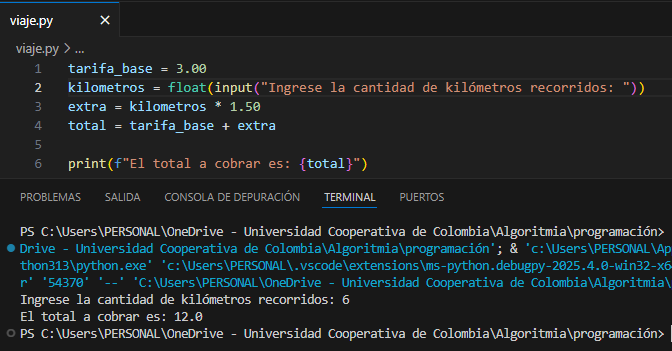 viaje.py
viaje.py > ...
1 tarifa_base = 3.00
2 kilometros = float(input("Ingrese la cantidad de kilómetros recorridos: "))
3 extra = kilometros * 1.50
4 total = tarifa_base + extra
5
6 print(f"El total a cobrar es: {total}")
PROBLEMAS SALIDA CONSOLA DE DEPURACIÓN TERMINAL PUERTOS
PS C:\Users\PERSONAL\OneDrive - Universidad Cooperativa de Colombia\Algoritmia\programación>
Drive - Universidad Cooperativa de Colombia\Algoritmia\programación'; & 'c:\Users\PERSONAL\Ap
thon313\python.exe' 'c:\Users\PERSONAL\.vscode\extensions\ms-python.debugpy-2025.4.0-win32-x6
r' '54370' '--' 'C:\Users\PERSONAL\OneDrive - Universidad Cooperativa de Colombia\Algoritmia\
Ingrese la cantidad de kilómetros recorridos: 6
El total a cobrar es: 12.0
PS C:\Users\PERSONAL\OneDrive - Universidad Cooperativa de Colombia\Algoritmia\programación>